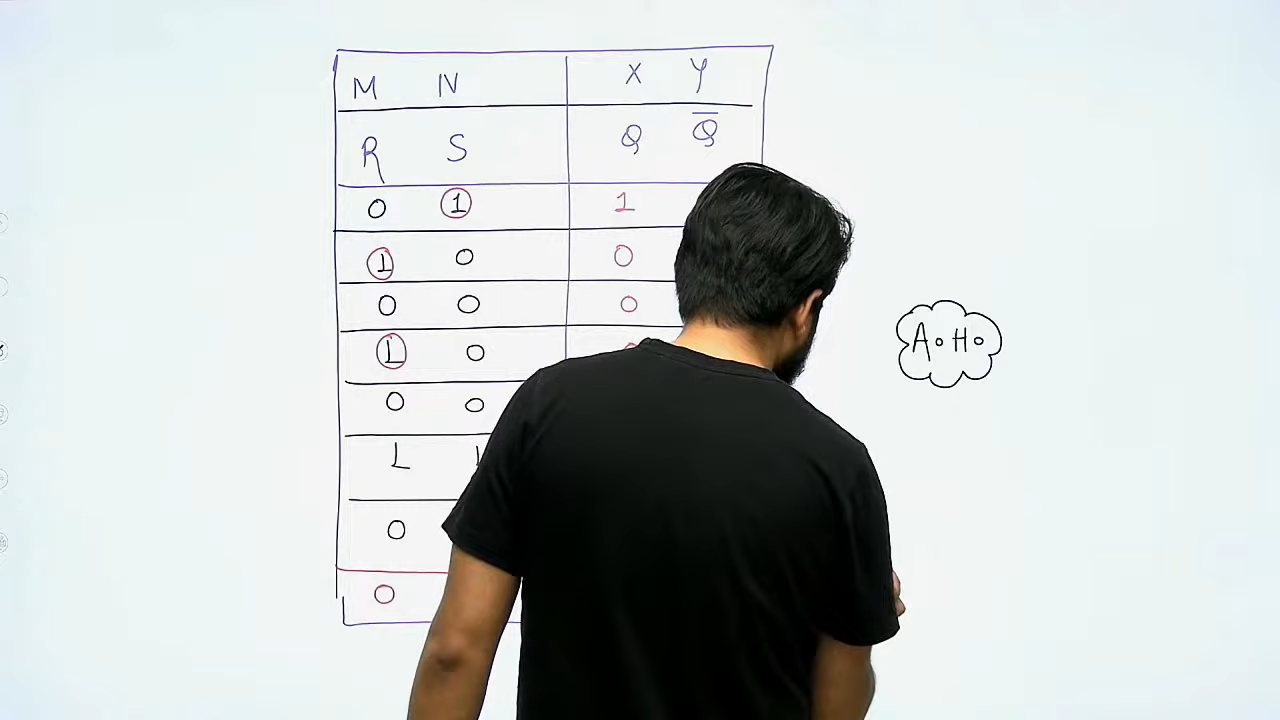 M N X Y
R S Q Q̅
0 1 1
1 0 0
0 0 0
1 0
0 0
1
0
0
A∘H∘